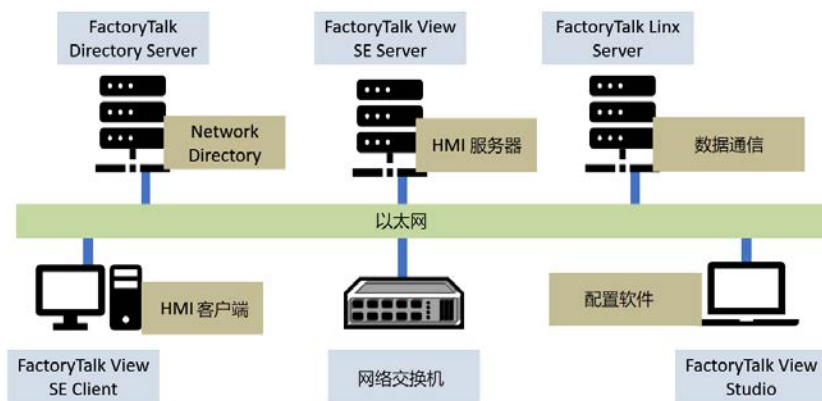 FactoryTalk
Directory Server
FactoryTalk View
SE Server
FactoryTalk Linx
Server
Network
Directory
HMI 服务器
数据通信
以太网
HMI 客户端
配置软件
FactoryTalk View
SE Client
网络交换机
FactoryTalk View
Studio